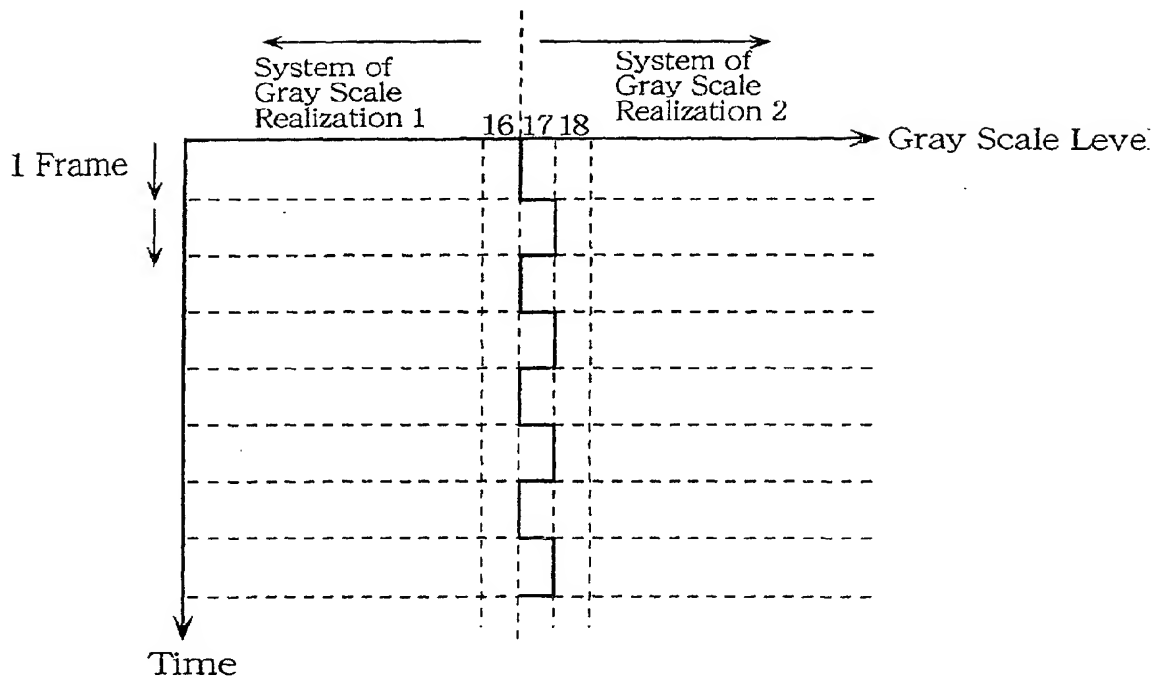 System of
Gray Scale
Realization 1
System of
Gray Scale
Realization 2
16 17 18
Gray Scale Level
1 Frame
Time